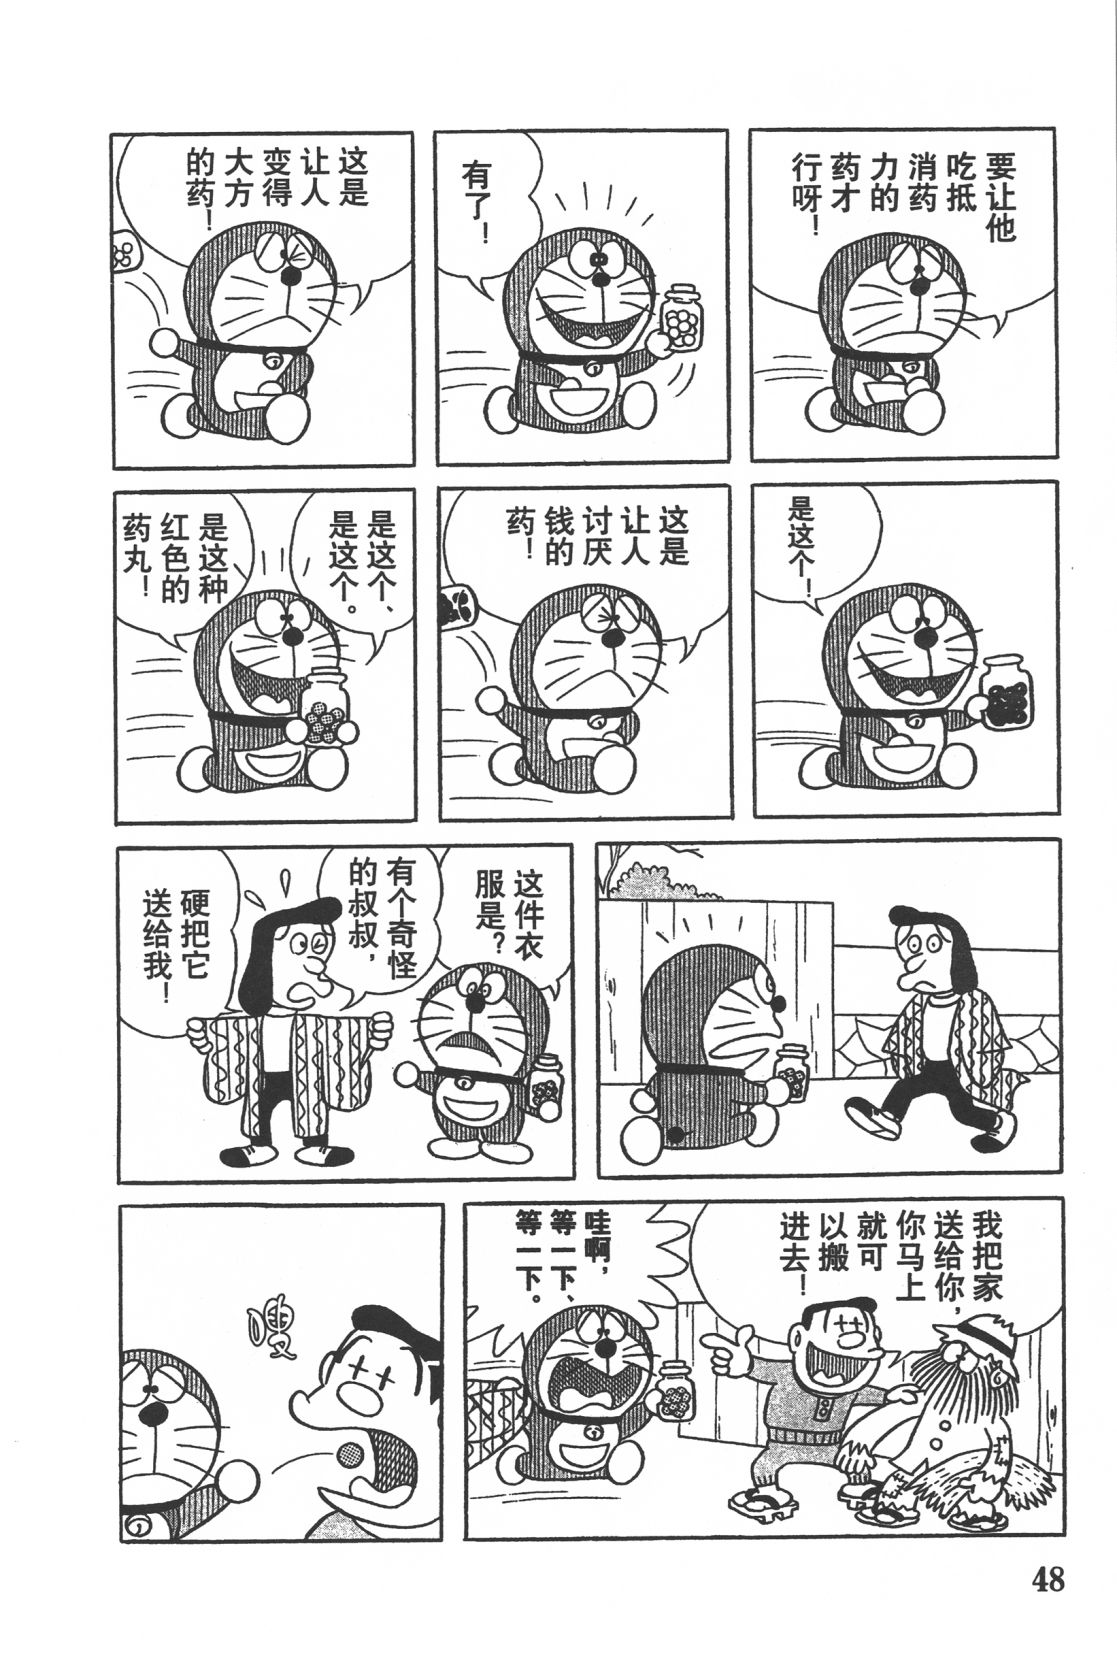 要让他
吃抵
消药
力的
药才
行呀！
有
了！
这是
让人
变得
大方
的药！
是这个！
这是
让人
讨厌
钱的
药！
是这个、
是这个。
是这种
红色的
药丸！
这件衣
服是？
有个奇怪
的叔叔，
硬把它
送给我！
我把家
送给你，
你马上
就可
以搬
进去！
哇啊，
等一下、
等一下。
嗖
48